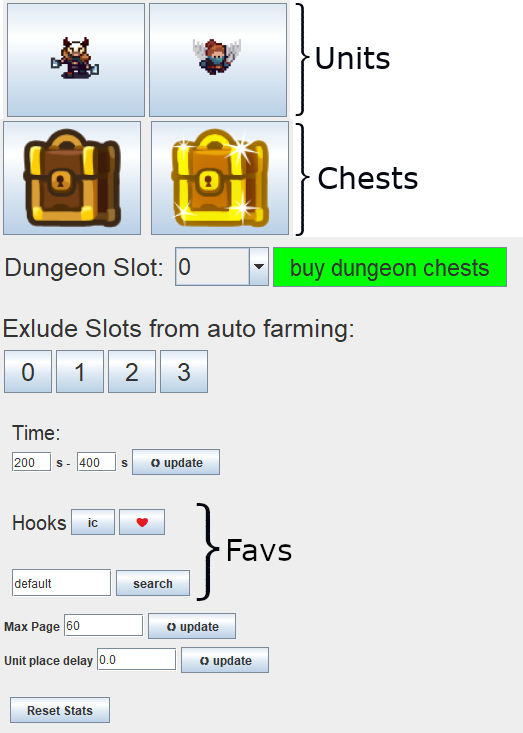 Units
Chests
Dungeon Slot: 0 buy dungeon chests
Exlude Slots from auto farming:
0 1 2 3
Time:
200 s - 400 s update
Hooks ic
Favs
default search
Max Page 60 update
Unit place delay 0.0 update
Reset Stats